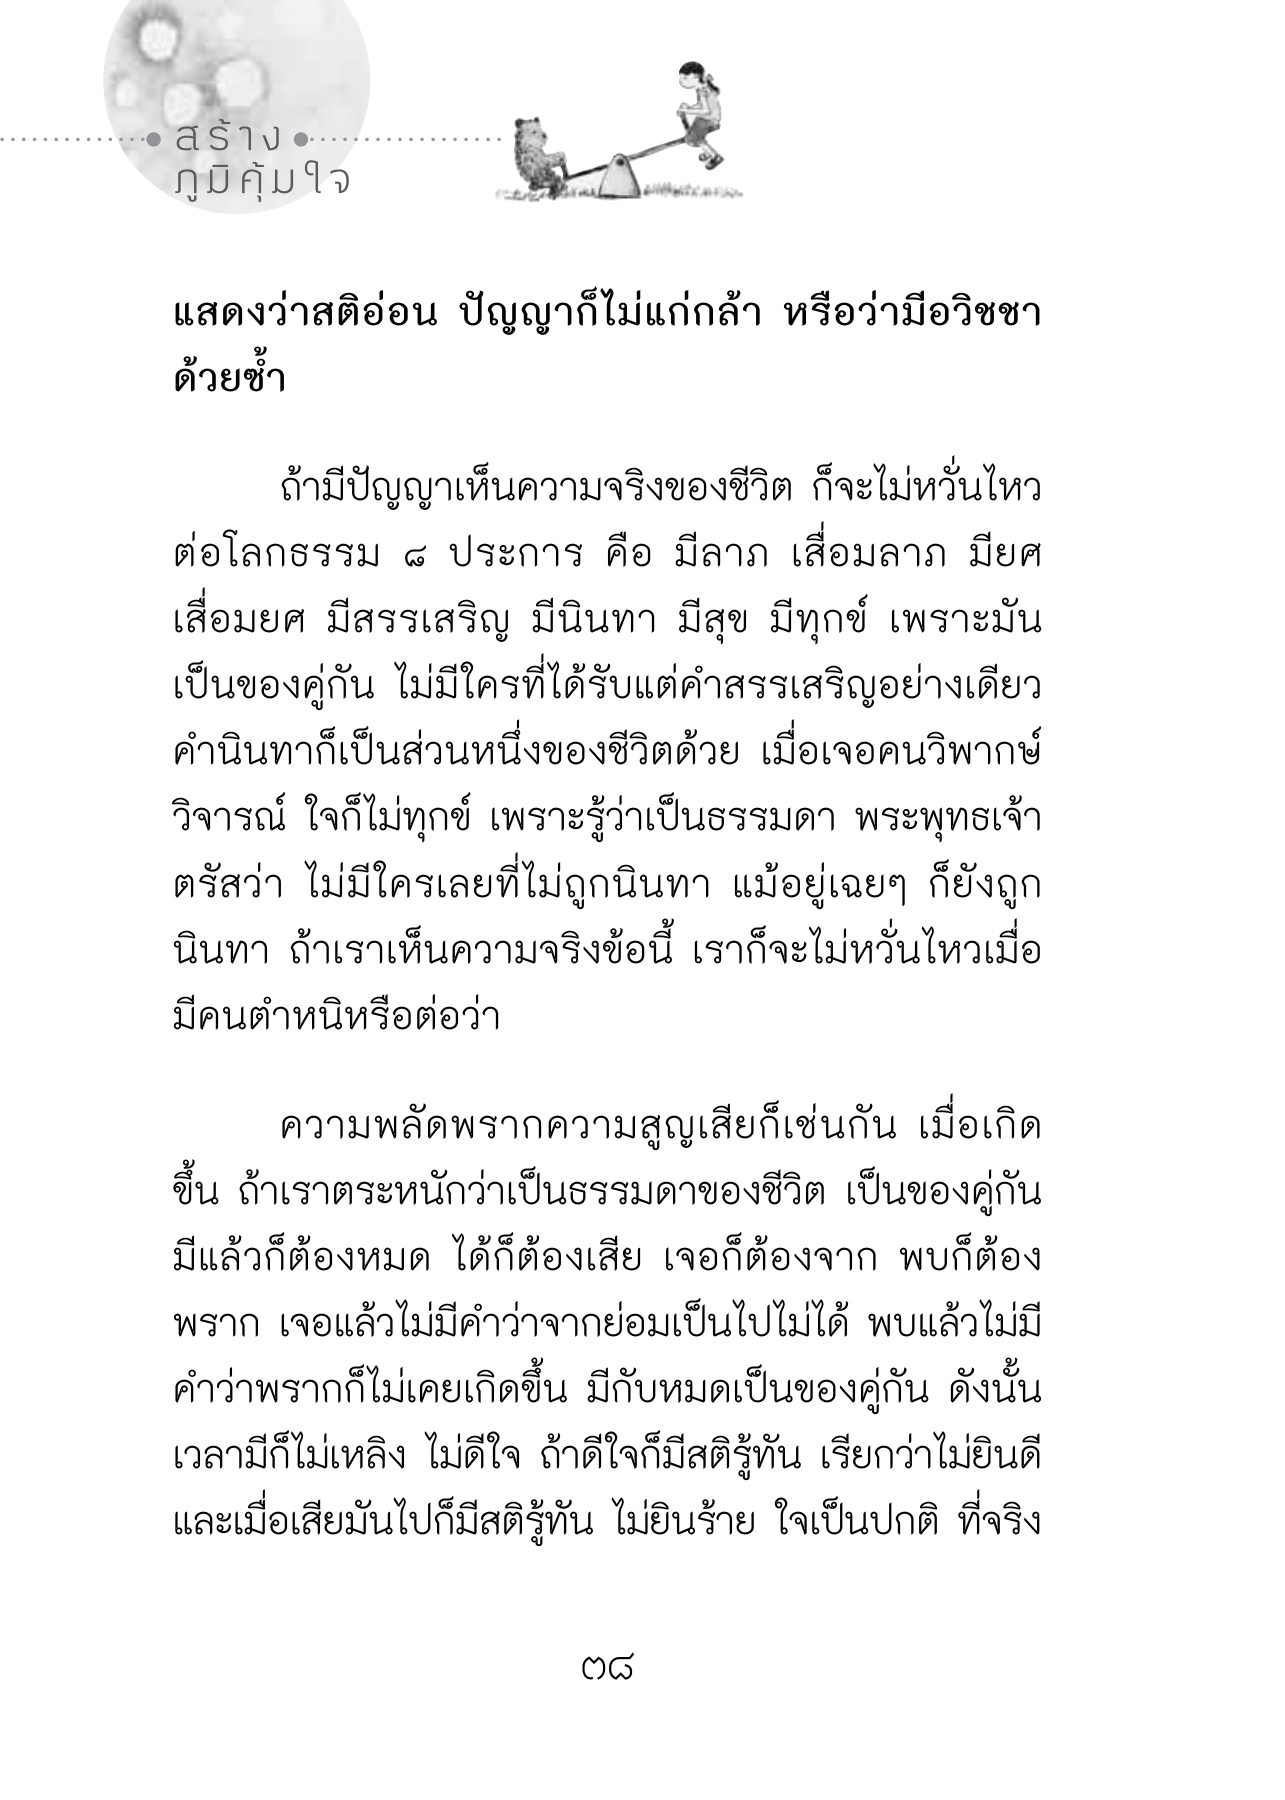 สร้าง
ภูมิคุ้มใจ
แสดงว่าสติอ่อน ปัญญาก็ไม่แก่กล้า หรือว่ามีอวิชชา
ด้วยซ้ำ
ถ้ามีปัญญาเห็นความจริงของชีวิต ก็จะไม่หวั่นไหว
ต่อโลกธรรม ๘ ประการ คือ มีลาภ เสื่อมลาภ มียศ
เสื่อมยศ มีสรรเสริญ มีนินทา มีสุข มีทุกข์ เพราะมัน
เป็นของคู่กัน ไม่มีใครที่ได้รับแต่คำสรรเสริญอย่างเดียว
คำนินทาก็เป็นส่วนหนึ่งของชีวิตด้วย เมื่อเจอคนวิพากษ์
วิจารณ์ ใจก็ไม่ทุกข์ เพราะรู้ว่าเป็นธรรมดา พระพุทธเจ้า
ตรัสว่า ไม่มีใครเลยที่ไม่ถูกนินทา แม้อยู่เฉยๆ ก็ยังถูก
นินทา ถ้าเราเห็นความจริงข้อนี้ เราก็จะไม่หวั่นไหวเมื่อ
มีคนตำหนิหรือต่อว่า
ความพลัดพรากความสูญเสียก็เช่นกัน เมื่อเกิด
ขึ้น ถ้าเราตระหนักว่าเป็นธรรมดาของชีวิต เป็นของคู่กัน
มีแล้วก็ต้องหมด ได้ก็ต้องเสีย เจอก็ต้องจาก พบก็ต้อง
พราก เจอแล้วไม่มีคำว่าจากย่อมเป็นไปไม่ได้ พบแล้วไม่มี
คำว่าพรากก็ไม่เคยเกิดขึ้น มีกับหมดเป็นของคู่กัน ดังนั้น
เวลามีก็ไม่เหลิง ไม่ดีใจ ถ้าดีใจก็มีสติรู้ทัน เรียกว่าไม่ยินดี
และเมื่อเสียมันไปก็มีสติรู้ทัน ไม่ยินร้าย ใจเป็นปกติ ที่จริง
๓๘